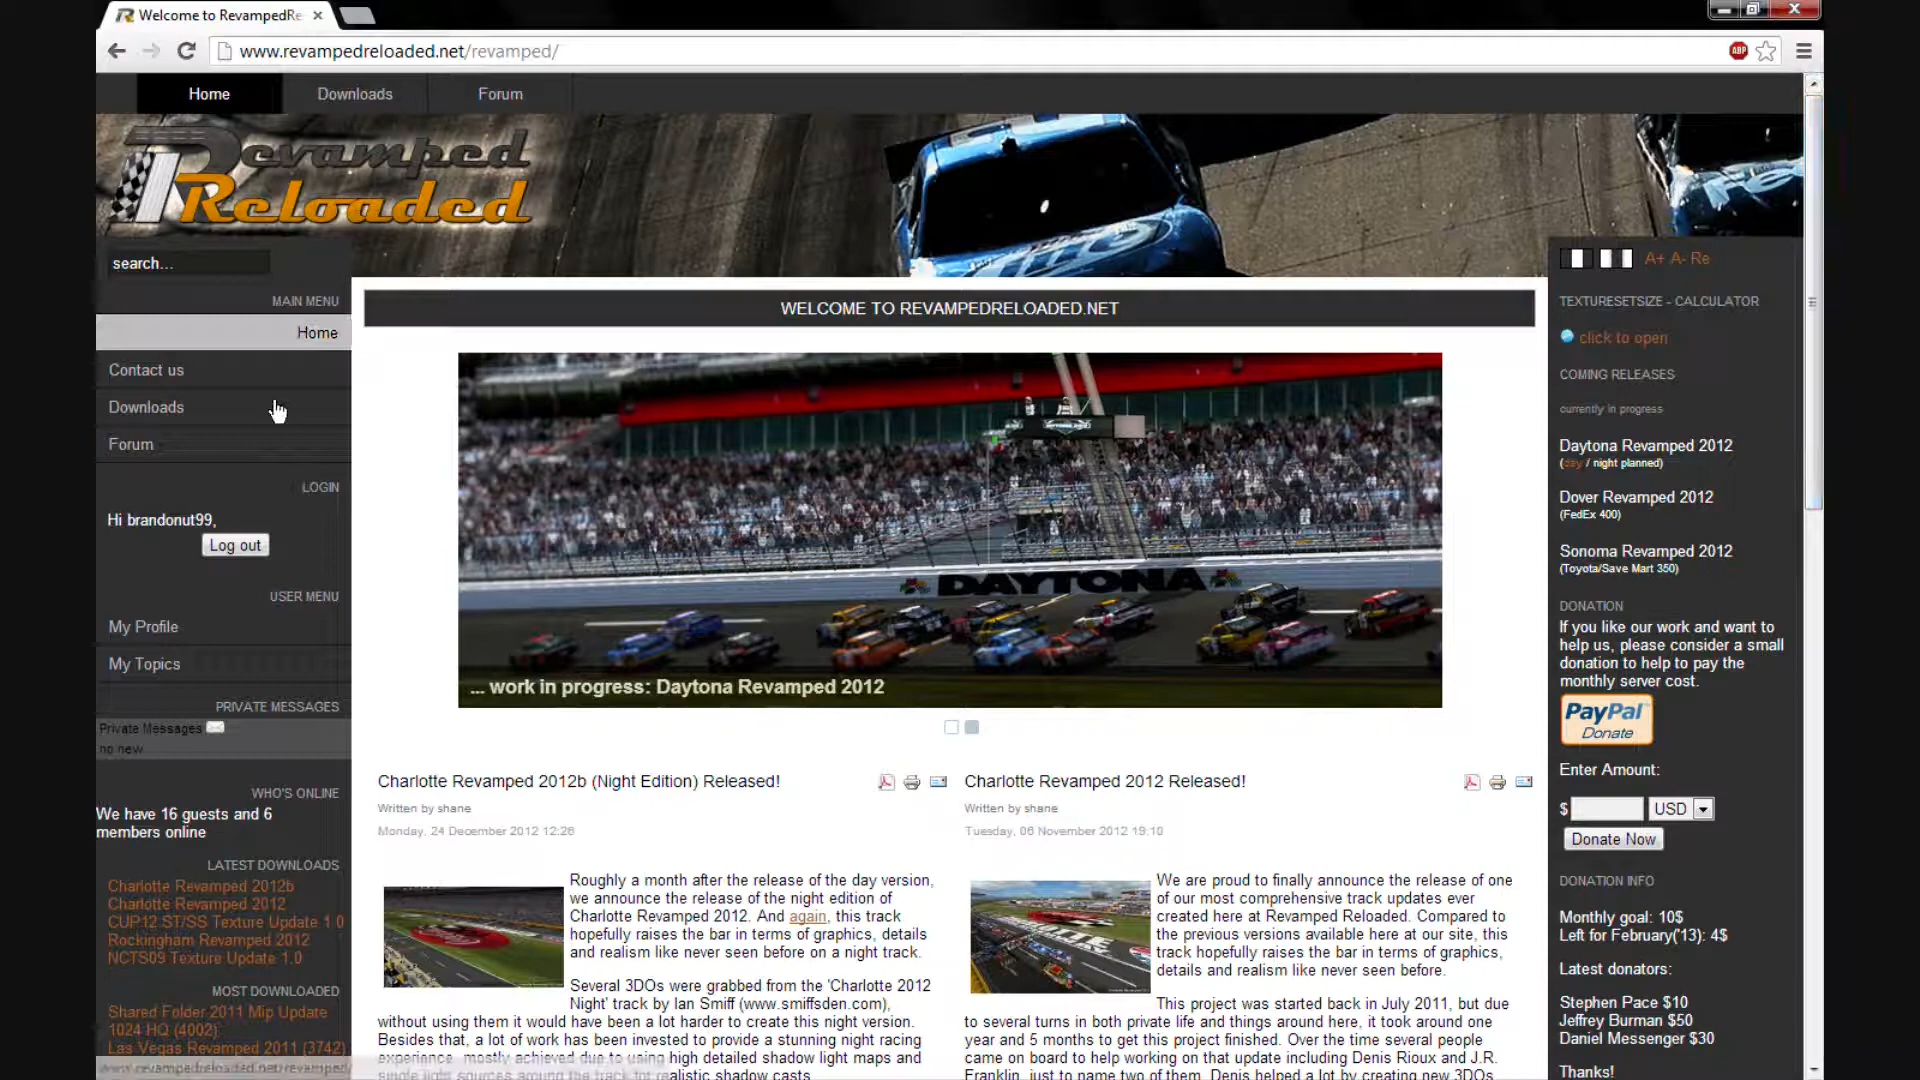 Welcome to RevampedRe
www.revampedreloaded.net/revamped/
ABP
Home
Downloads
Forum
Revamped
Reloaded
search...
MAIN MENU
Home
Contact us
Downloads
Forum
LOGIN
Hi brandonut99,
Log out
USER MENU
My Profile
My Topics
PRIVATE MESSAGES
Private Messages
no new
WHO'S ONLINE
We have 16 guests and 6
members online
LATEST DOWNLOADS
Charlotte Revamped 2012b
Charlotte Revamped 2012
CUP12 ST/SS Texture Update 1.0
Rockingham Revamped 2012
NCTS09 Texture Update 1.0
MOST DOWNLOADED
Shared Folder 2011 Mip Update
1024 HQ (4002)
Las Vegas Revamped 2011 (3742)
www.revampedreloaded.net/revamped/
WELCOME TO REVAMPEDRELOADED.NET
DAYTONA
... work in progress: Daytona Revamped 2012
Charlotte Revamped 2012b (Night Edition) Released!
Written by shane
Monday, 24 December 2012 12:26
Roughly a month after the release of the day version,
we announce the release of the night edition of
Charlotte Revamped 2012. And again, this track
hopefully raises the bar in terms of graphics, details
and realism like never seen before on a night track.
Several 3DOs were grabbed from the 'Charlotte 2012
Night' track by Ian Smiff (www.smiffsden.com),
without using them it would have been a lot harder to create this night version.
Besides that, a lot of work has been invested to provide a stunning night racing
experience, mostly achieved due to using high detailed shadow light maps and
single light sources around the track for realistic shadow casts.
Charlotte Revamped 2012 Released!
Written by shane
Tuesday, 06 November 2012 19:10
We are proud to finally announce the release of one
of our most comprehensive track updates ever
created here at Revamped Reloaded. Compared to
the previous versions available here at our site, this
track hopefully raises the bar in terms of graphics,
details and realism like never seen before.
This project was started back in July 2011, but due
to several turns in both private life and things around here, it took around one
year and 5 months to get this project finished. Over the time several people
came on board to help working on that update including Denis Rioux and J.R.
Franklin, just to name two of them. Denis helped a lot by creating new 3DOs
A+ A- Re
TEXTURESETSIZE - CALCULATOR
click to open
COMING RELEASES
currently in progress
Daytona Revamped 2012
(day / night planned)
Dover Revamped 2012
(FedEx 400)
Sonoma Revamped 2012
(Toyota/Save Mart 350)
DONATION
If you like our work and want to
help us, please consider a small
donation to help to pay the
monthly server cost.
PayPal
Donate
Enter Amount:
$
USD
Donate Now
DONATION INFO
Monthly goal: 10$
Left for February('13): 4$
Latest donators:
Stephen Pace $10
Jeffrey Burman $50
Daniel Messenger $30
Thanks!